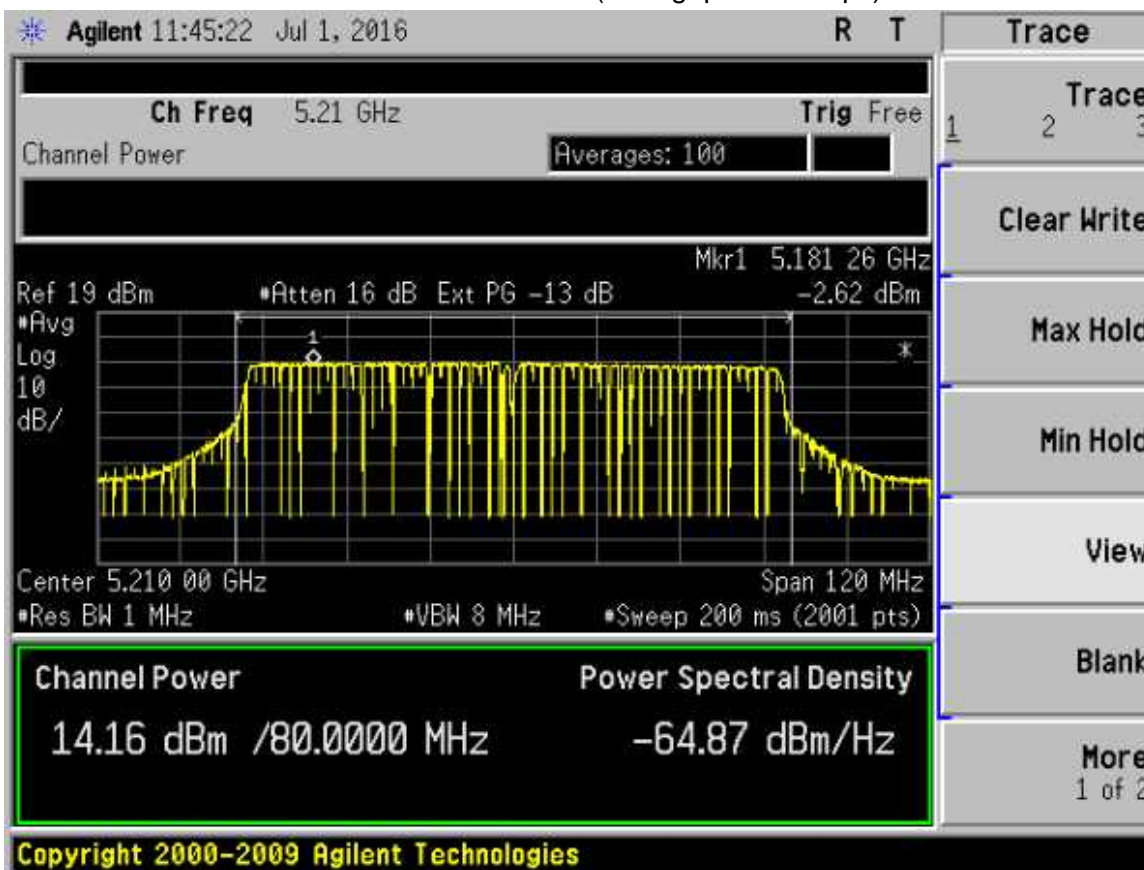 Agilent 11:45:22 Jul 1, 2016 R T Trace
Ch Freq 5.21 GHz Trig Free
Channel Power Averages: 100
Mkr1 5.181 26 GHz
Ref 19 dBm #Atten 16 dB Ext PG -13 dB -2.62 dBm
#Avg
Log
10
dB/
1
*
Center 5.210 00 GHz Span 120 MHz
#Res BW 1 MHz #VBW 8 MHz #Sweep 200 ms (2001 pts)
Channel Power Power Spectral Density
14.16 dBm /80.0000 MHz -64.87 dBm/Hz
Copyright 2000-2009 Agilent Technologies
Trace
1 2 3
Clear Write
Max Hold
Min Hold
View
Blank
More
1 of 2